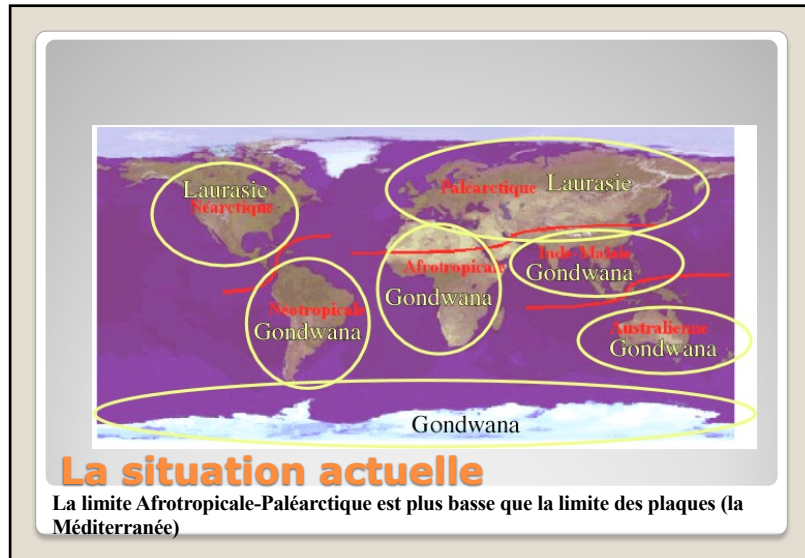 Laurasie
Néarctique
Paléarctique
Laurasie
Afrotropicale
Gondwana
Indo-Malais
Gondwana
Néotropicale
Gondwana
Australienne
Gondwana
Gondwana
La situation actuelle
La limite Afrotropicale-Paléarctique est plus basse que la limite des plaques (la
Méditerranée)